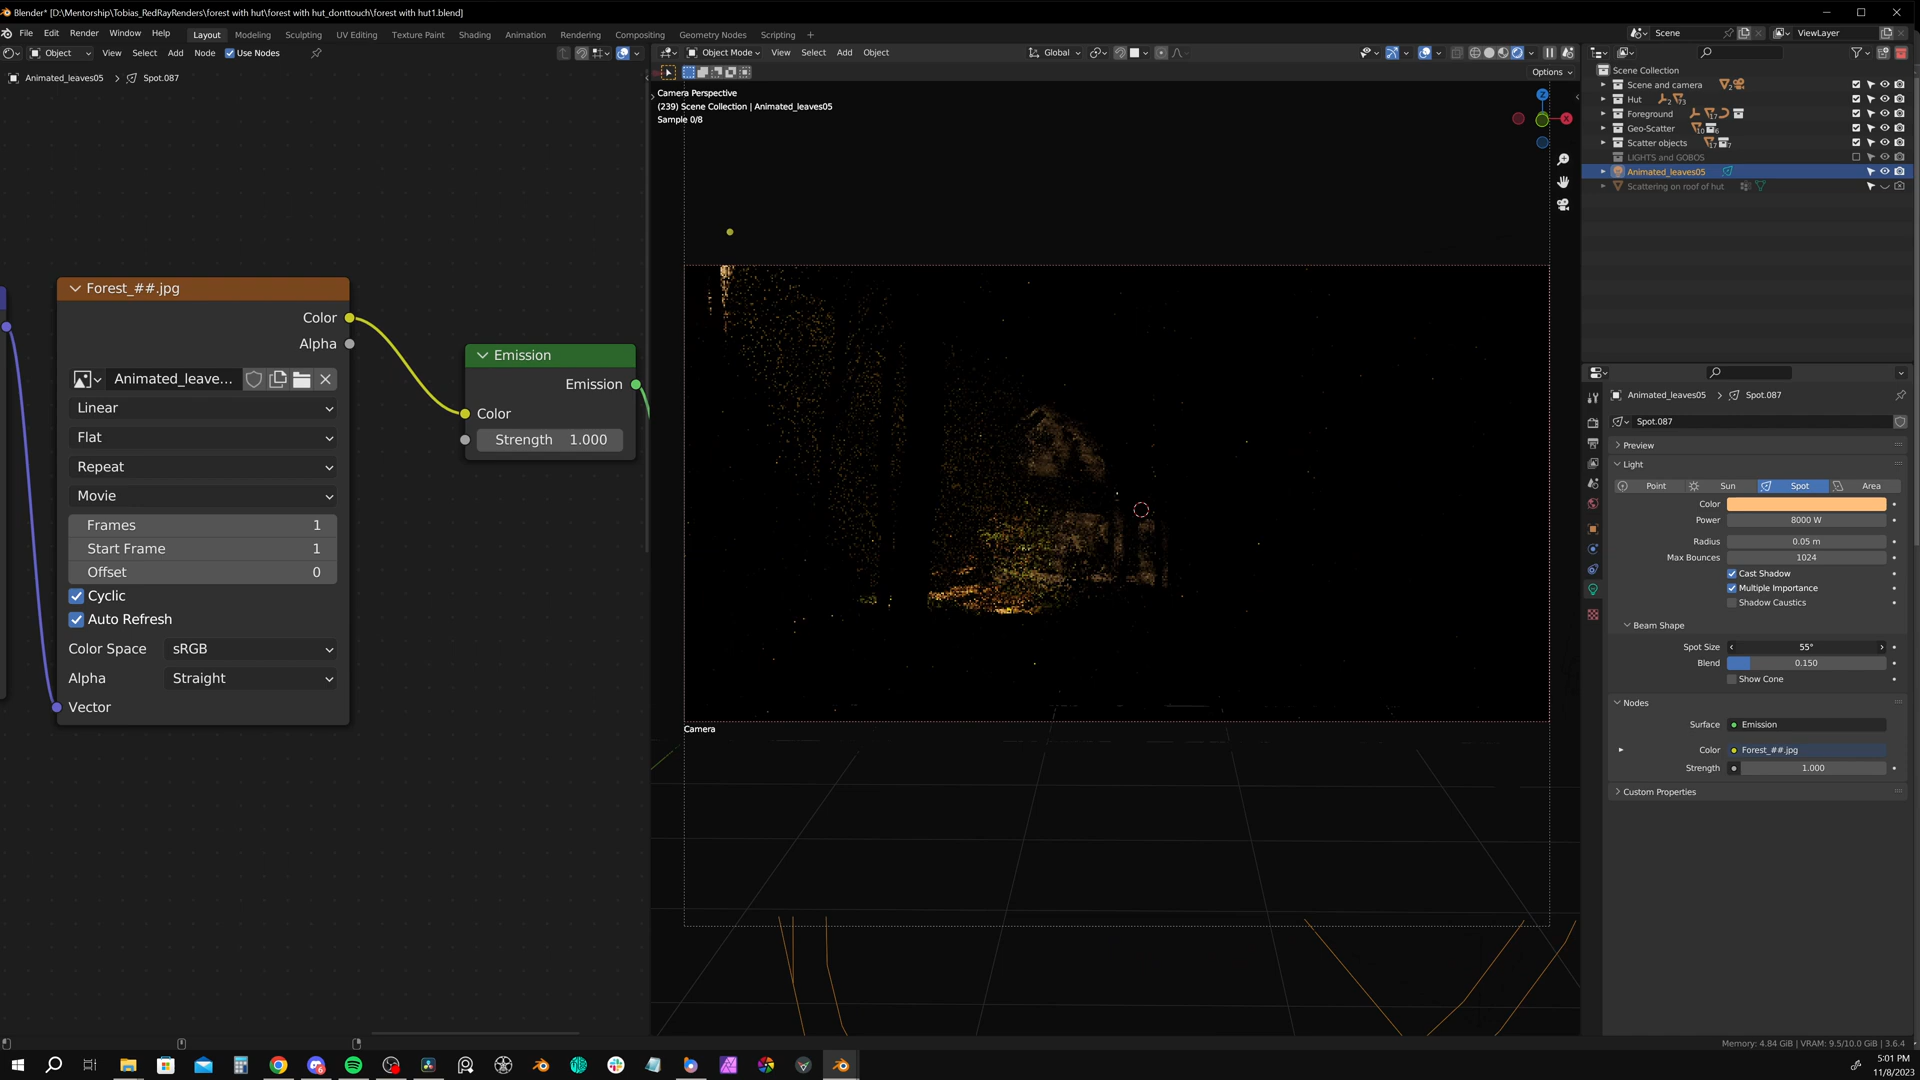 Blender* [D:\Mentorship\Tobias_RedRayRenders\forest with hut\forest with hut_donttouch\forest with hut1.blend]
File Edit Render Window Help Layout Modeling Sculpting UV Editing Texture Paint Shading Animation Rendering Compositing Geometry Nodes Scripting + Scene ViewLayer
Object View Select Add Node Use Nodes Object Mode View Select Add Object Global
Options
Animated_leaves05 > Spot.087
Camera Perspective
(239) Scene Collection | Animated_leaves05
Sample 0/8
Z
X
Scene Collection
Scene and camera 2
Hut 2 73
Foreground 17
Geo-Scatter 10 6
Scatter objects 17 7
LIGHTS and GOBOS
Animated_leaves05
Scattering on roof of hut
Forest_##.jpg
Color
Alpha
Animated_leave...
Linear
Flat
Repeat
Movie
Frames 1
Start Frame 1
Offset 0
Cyclic
Auto Refresh
Color Space sRGB
Alpha Straight
Vector
Emission
Emission
Color
Strength 1.000
Camera
Animated_leaves05 > Spot.087
Spot.087
Preview
Light
Point Sun Spot Area
Color
Power 8000 W
Radius 0.05 m
Max Bounces 1024
Cast Shadow
Multiple Importance
Shadow Caustics
Beam Shape
Spot Size 55°
Blend 0.150
Show Cone
Nodes
Surface Emission
Color Forest_##.jpg
Strength 1.000
Custom Properties
Memory: 4.84 GiB | VRAM: 9.5/10.0 GiB | 3.6.4
5:01 PM
11/8/2023